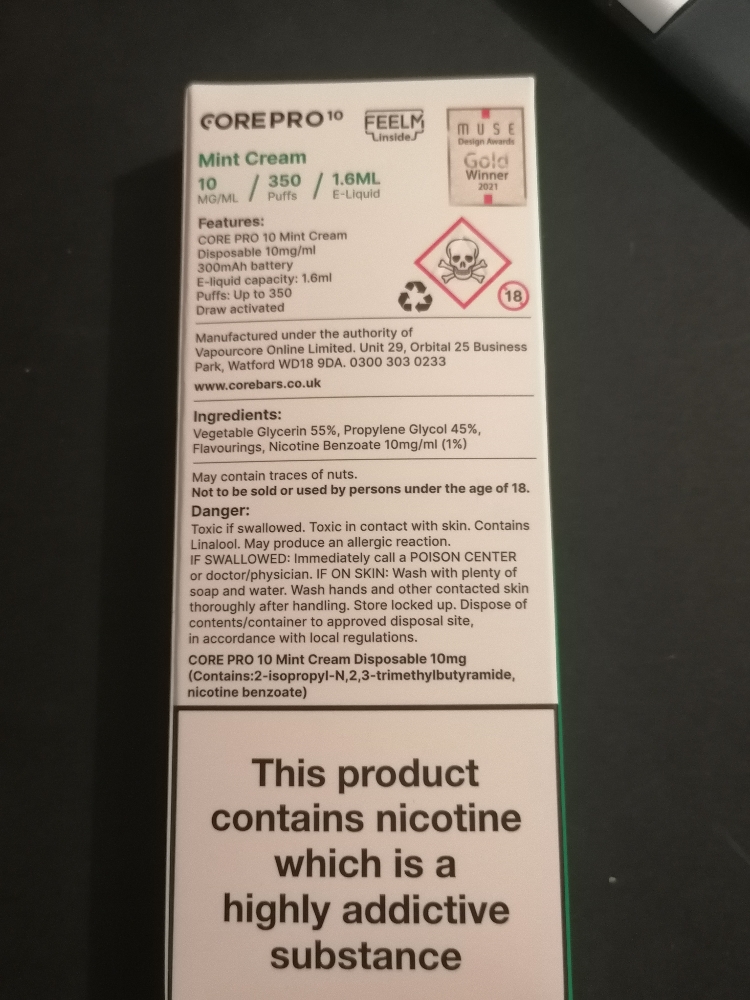 CORE PRO 10
FEELM
inside
MUSE
Design Awards
Gold
Winner
2021
Mint Cream
10 / 350 / 1.6ML
MG/ML Puffs E-Liquid
Features:
CORE PRO 10 Mint Cream
Disposable 10mg/ml
300mAh battery
E-liquid capacity: 1.6ml
Puffs: Up to 350
Draw activated
18
Manufactured under the authority of
Vapourcore Online Limited. Unit 29, Orbital 25 Business
Park, Watford WD18 9DA. 0300 303 0233
www.corebars.co.uk
Ingredients:
Vegetable Glycerin 55%, Propylene Glycol 45%,
Flavourings, Nicotine Benzoate 10mg/ml (1%)
May contain traces of nuts.
Not to be sold or used by persons under the age of 18.
Danger:
Toxic if swallowed. Toxic in contact with skin. Contains
Linalool. May produce an allergic reaction.
IF SWALLOWED: Immediately call a POISON CENTER
or doctor/physician. IF ON SKIN: Wash with plenty of
soap and water. Wash hands and other contacted skin
thoroughly after handling. Store locked up. Dispose of
contents/container to approved disposal site,
in accordance with local regulations.
CORE PRO 10 Mint Cream Disposable 10mg
(Contains:2-isopropyl-N,2,3-trimethylbutyramide,
nicotine benzoate)
This product
contains nicotine
which is a
highly addictive
substance